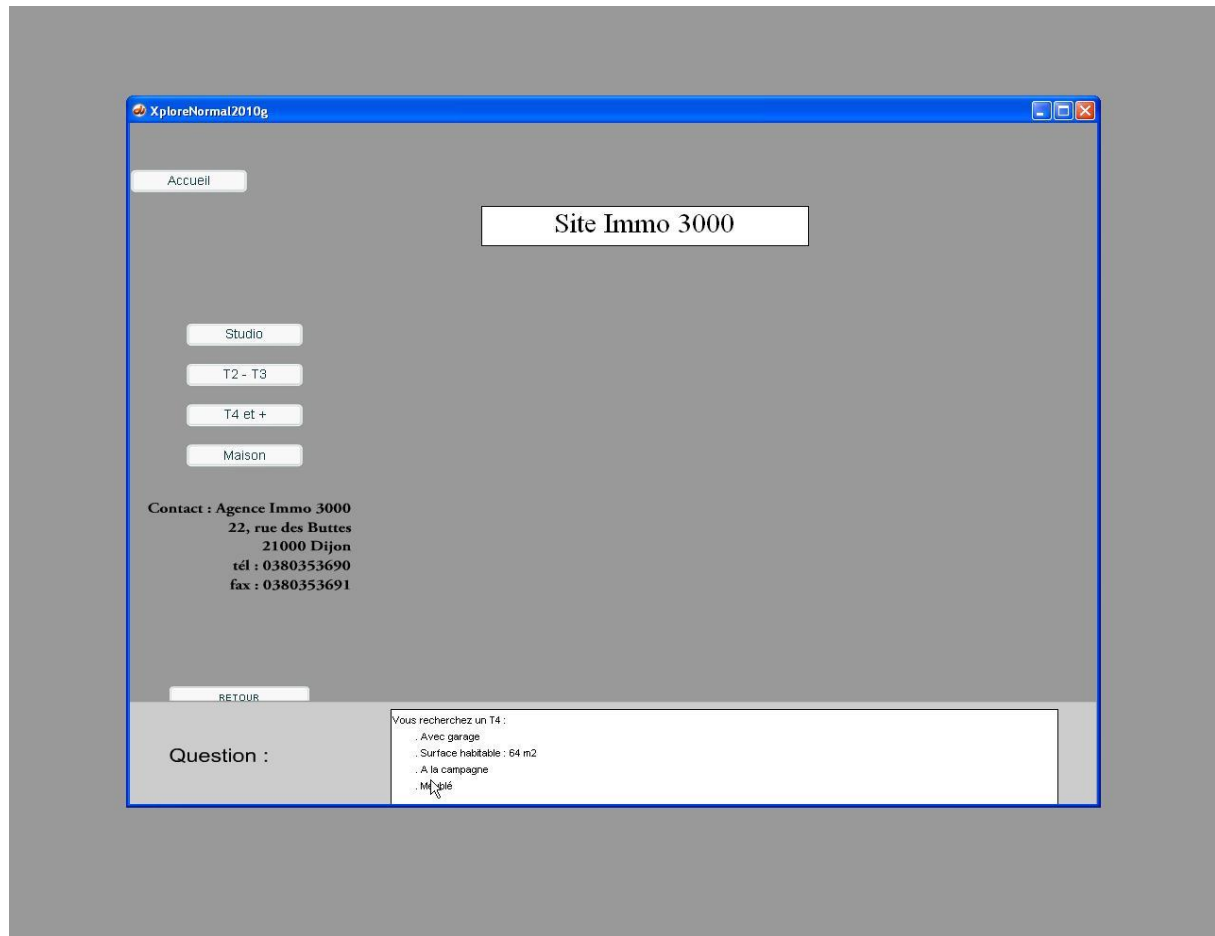 XploreNormal2010g
Accueil
Site Immo 3000
Studio
T2 - T3
T4 et +
Maison
Contact : Agence Immo 3000
22, rue des Buttes
21000 Dijon
tél : 0380353690
fax : 0380353691
RETOUR
Question :
Vous recherchez un T4 :
. Avec garage
. Surface habitable : 64 m2
. A la campagne
. Meublé